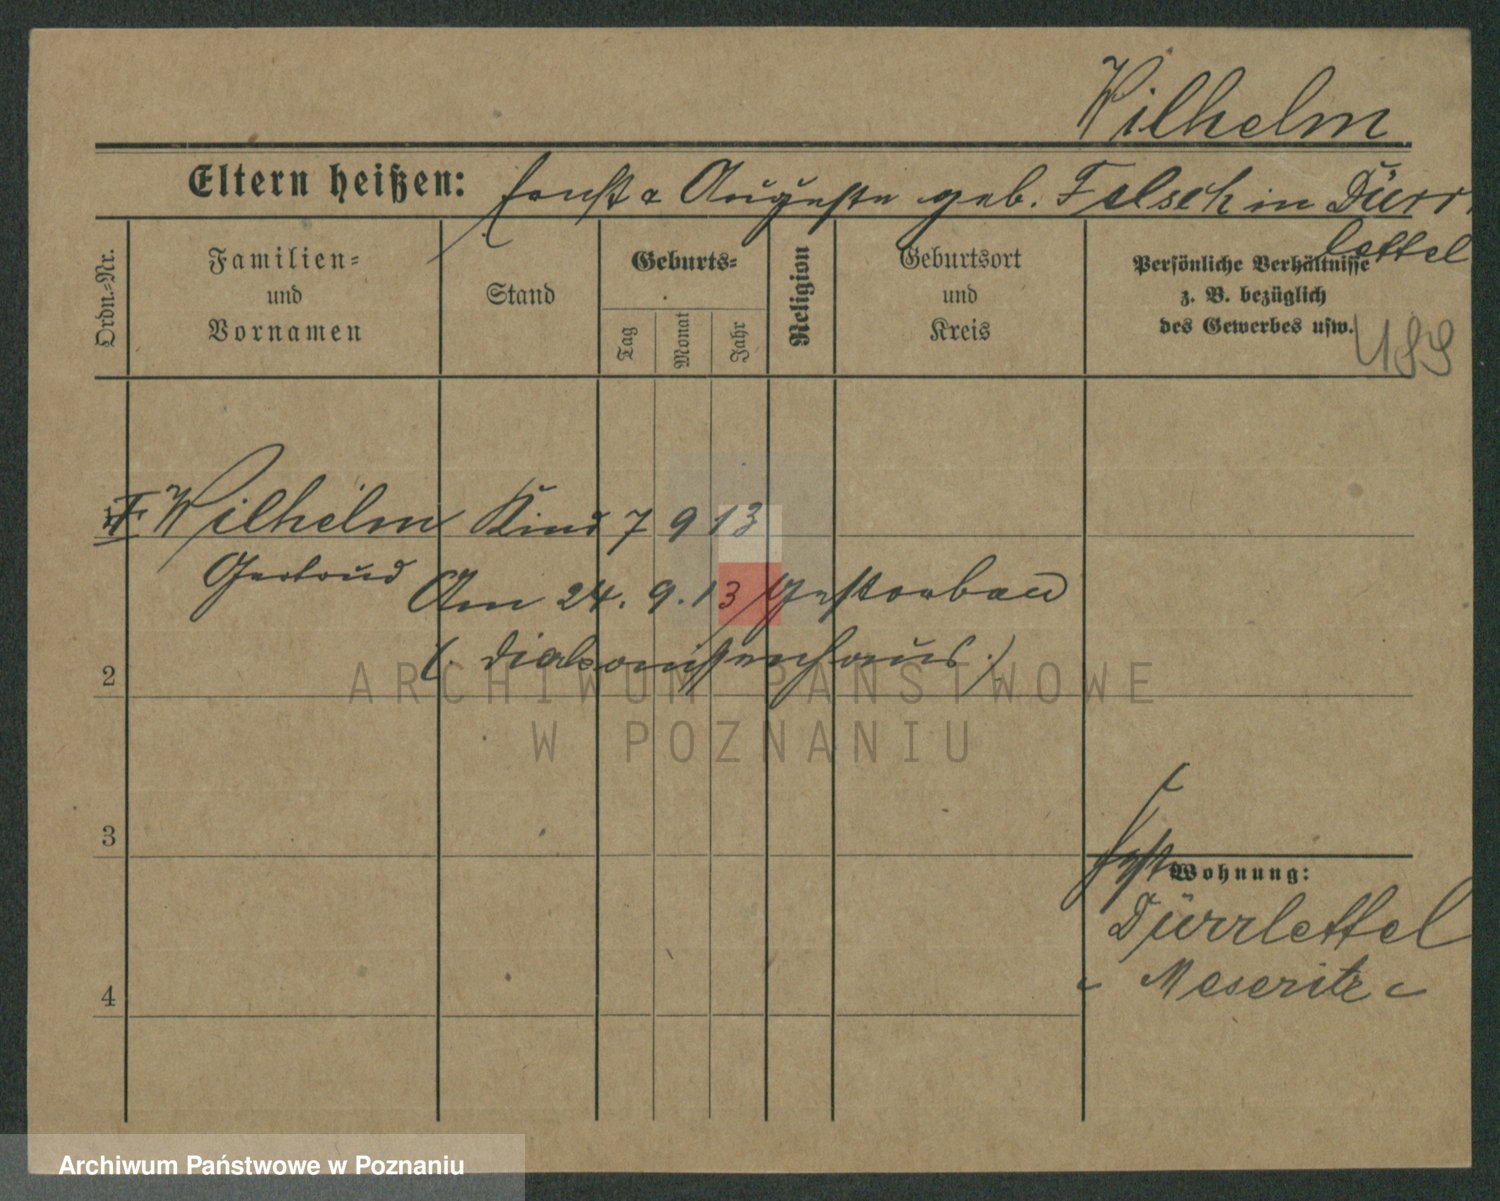 Wilhelm
Eltern heißen: Ernst & Auguste geb. Felsch in Dürr-
lettel
Ordn.-Nr.
Familien-
und
Vornamen
Stand
Geburts-
Tag
Monat
Jahr
Religion
Geburtsort
und
Kreis
Persönliche Verhältnisse
z. B. bezüglich
des Gewerbes usw.
1 Wilhelm Kind 7 9 13
Gertrud
Am 24. 9. 13 gestorben
(Diakonissenhaus.)
2
ARCHIWUM PAŃSTWOWE
W POZNANIU
3
Wohnung:
Dürrlettel
Meseritz
4
Archiwum Państwowe w Poznaniu